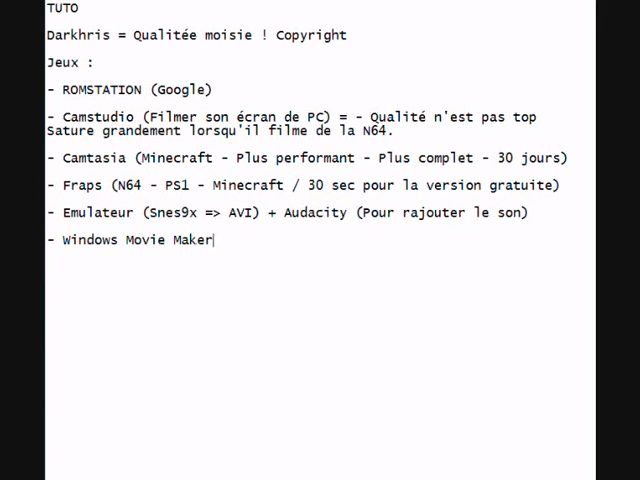 TUTO
Darkhris = Qualitée moisie ! Copyright
Jeux :
- ROMSTATION (Google)
- Camstudio (Filmer son écran de PC) = - Qualité n'est pas top
Sature grandement lorsqu'il filme de la N64.
- Camtasia (Minecraft - Plus performant - Plus complet - 30 jours)
- Fraps (N64 - PS1 - Minecraft / 30 sec pour la version gratuite)
- Emulateur (Snes9x => AVI) + Audacity (Pour rajouter le son)
- Windows Movie Maker